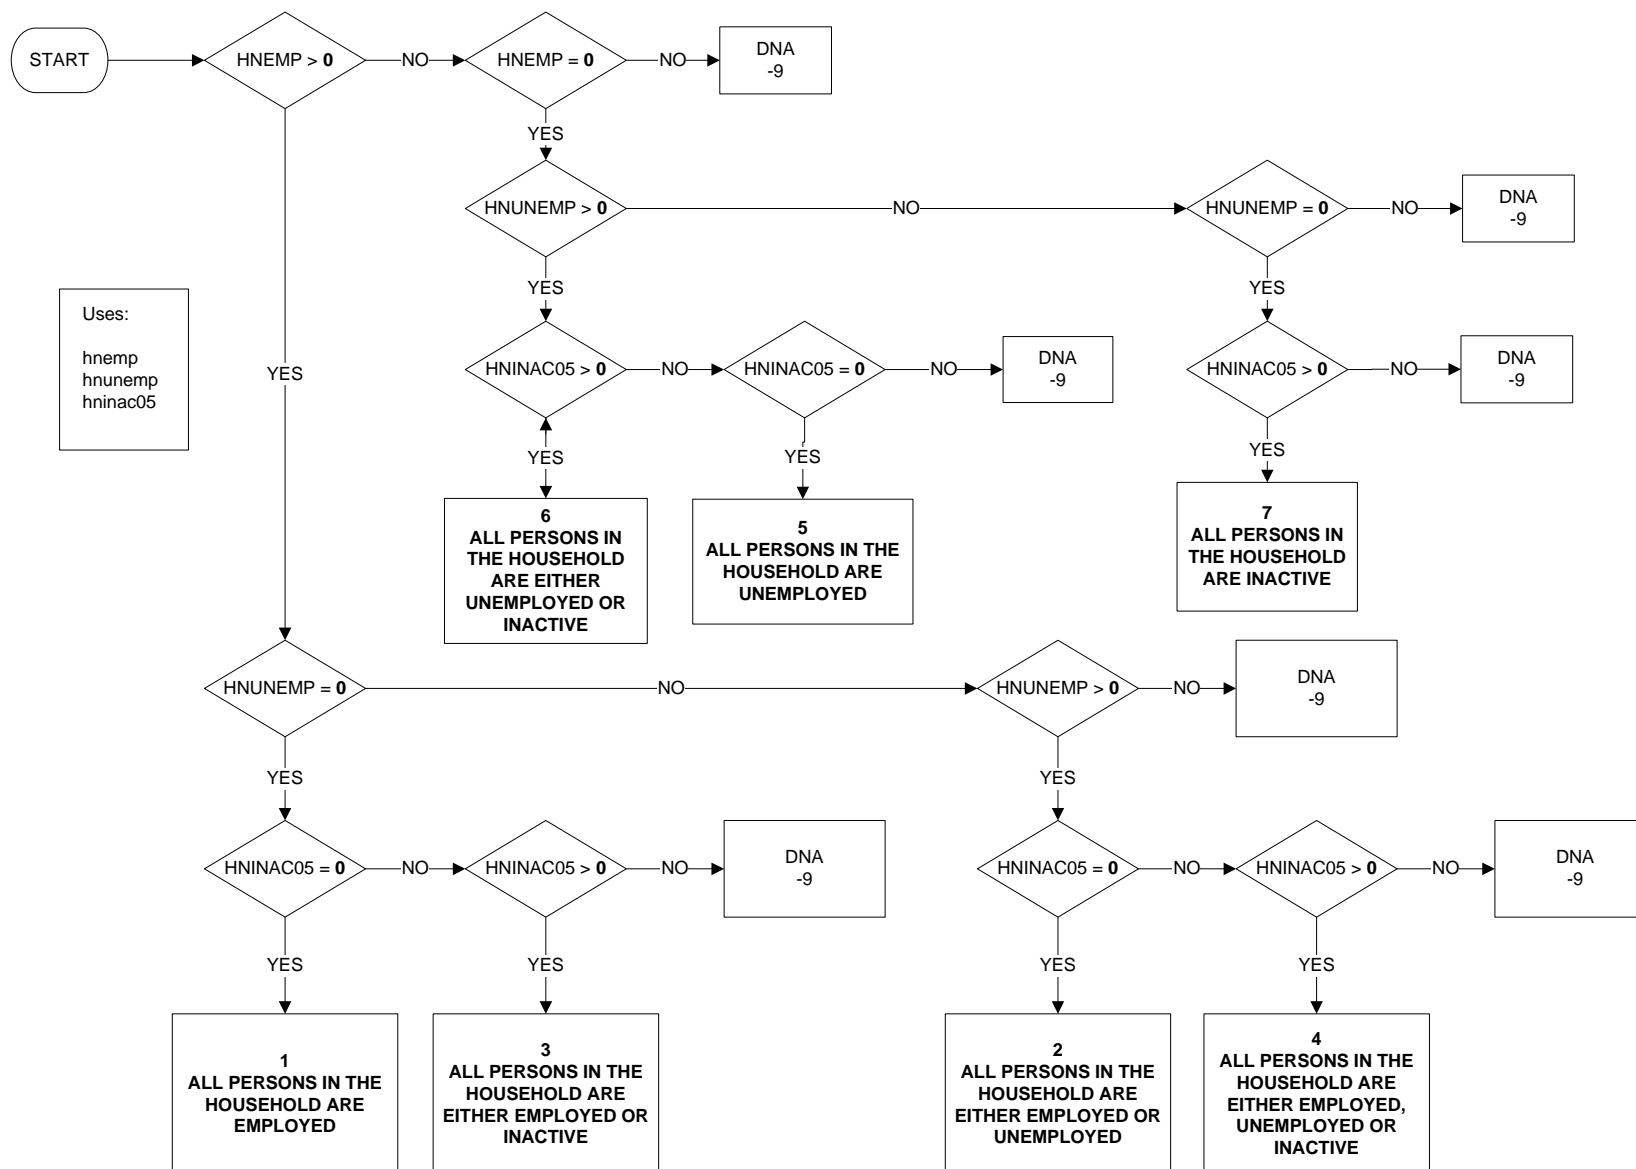 START
HNEMP > 0
NO
HNEMP = 0
NO
DNA
-9
YES
HNUNEMP > 0
NO
HNUNEMP = 0
NO
DNA
-9
YES
YES
Uses:
hnemp
hnunemp
hninac05
YES
HNINAC05 > 0
NO
HNINAC05 = 0
NO
DNA
-9
HNINAC05 > 0
NO
DNA
-9
YES
YES
YES
6
ALL PERSONS IN
THE HOUSEHOLD
ARE EITHER
UNEMPLOYED OR
INACTIVE
5
ALL PERSONS IN THE
HOUSEHOLD ARE
UNEMPLOYED
7
ALL PERSONS IN
THE HOUSEHOLD
ARE INACTIVE
HNUNEMP = 0
NO
HNUNEMP > 0
NO
DNA
-9
YES
YES
HNINAC05 = 0
NO
HNINAC05 > 0
NO
DNA
-9
HNINAC05 = 0
NO
HNINAC05 > 0
NO
DNA
-9
YES
YES
YES
YES
1
ALL PERSONS IN THE
HOUSEHOLD ARE
EMPLOYED
3
ALL PERSONS IN THE
HOUSEHOLD ARE
EITHER EMPLOYED OR
INACTIVE
2
ALL PERSONS IN THE
HOUSEHOLD ARE
EITHER EMPLOYED OR
UNEMPLOYED
4
ALL PERSONS IN THE
HOUSEHOLD ARE
EITHER EMPLOYED,
UNEMPLOYED OR
INACTIVE